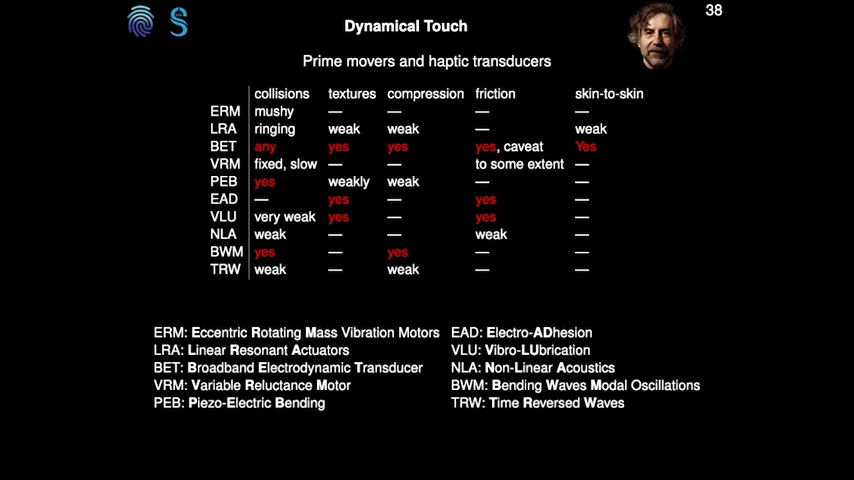 38
Dynamical Touch
Prime movers and haptic transducers
collisions textures compression friction skin-to-skin
ERM mushy — — — —
LRA ringing weak weak — weak
BET any yes yes yes, caveat Yes
VRM fixed, slow — — to some extent —
PEB yes weakly weak — —
EAD — yes — yes —
VLU very weak yes — yes —
NLA weak — — weak —
BWM yes — yes — —
TRW weak — weak — —
ERM: Eccentric Rotating Mass Vibration Motors EAD: Electro-ADhesion
LRA: Linear Resonant Actuators VLU: Vibro-LUbrication
BET: Broadband Electrodynamic Transducer NLA: Non-Linear Acoustics
VRM: Variable Reluctance Motor BWM: Bending Waves Modal Oscillations
PEB: Piezo-Electric Bending TRW: Time Reversed Waves